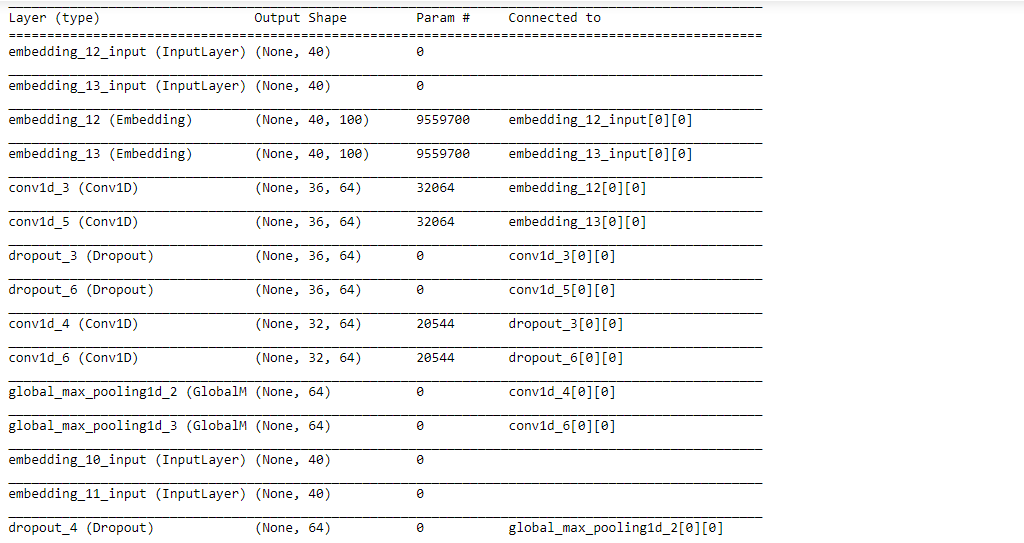 Layer (type) Output Shape Param # Connected to
==================================================================================================
embedding_12_input (InputLayer) (None, 40) 0
embedding_13_input (InputLayer) (None, 40) 0
embedding_12 (Embedding) (None, 40, 100) 9559700 embedding_12_input[0][0]
embedding_13 (Embedding) (None, 40, 100) 9559700 embedding_13_input[0][0]
conv1d_3 (Conv1D) (None, 36, 64) 32064 embedding_12[0][0]
conv1d_5 (Conv1D) (None, 36, 64) 32064 embedding_13[0][0]
dropout_3 (Dropout) (None, 36, 64) 0 conv1d_3[0][0]
dropout_6 (Dropout) (None, 36, 64) 0 conv1d_5[0][0]
conv1d_4 (Conv1D) (None, 32, 64) 20544 dropout_3[0][0]
conv1d_6 (Conv1D) (None, 32, 64) 20544 dropout_6[0][0]
global_max_pooling1d_2 (GlobalM (None, 64) 0 conv1d_4[0][0]
global_max_pooling1d_3 (GlobalM (None, 64) 0 conv1d_6[0][0]
embedding_10_input (InputLayer) (None, 40) 0
embedding_11_input (InputLayer) (None, 40) 0
dropout_4 (Dropout) (None, 64) 0 global_max_pooling1d_2[0][0]